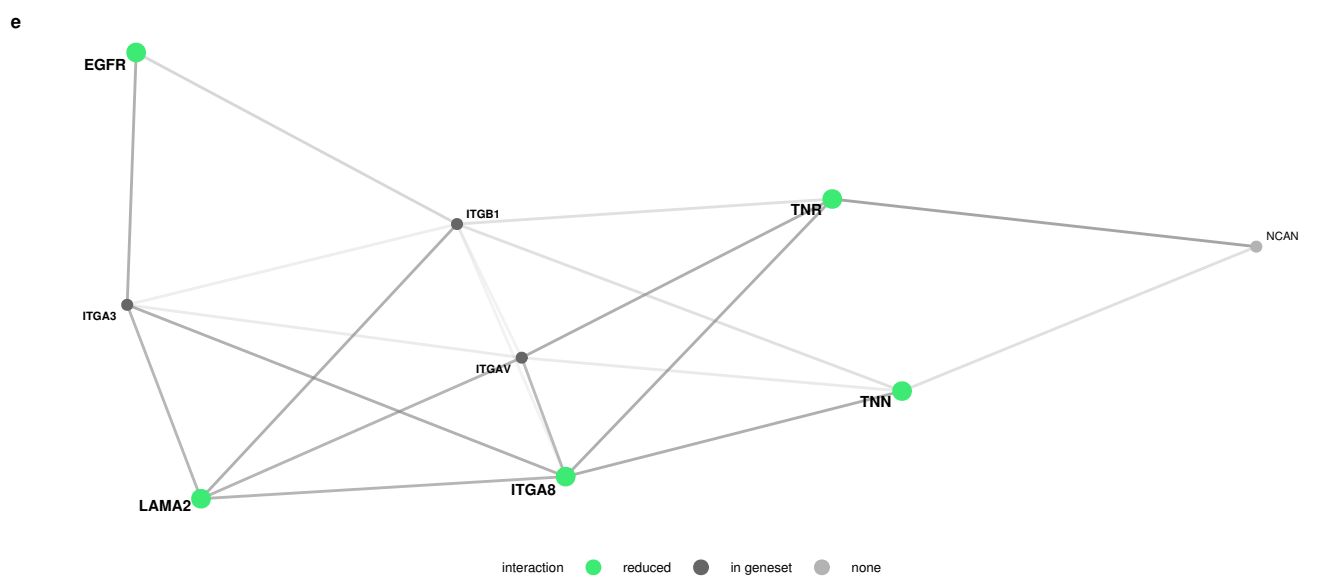 e
EGFR
ITGB1
TNR
NCAN
ITGA3
ITGAV
TNN
ITGA8
LAMA2
interaction reduced in geneset none